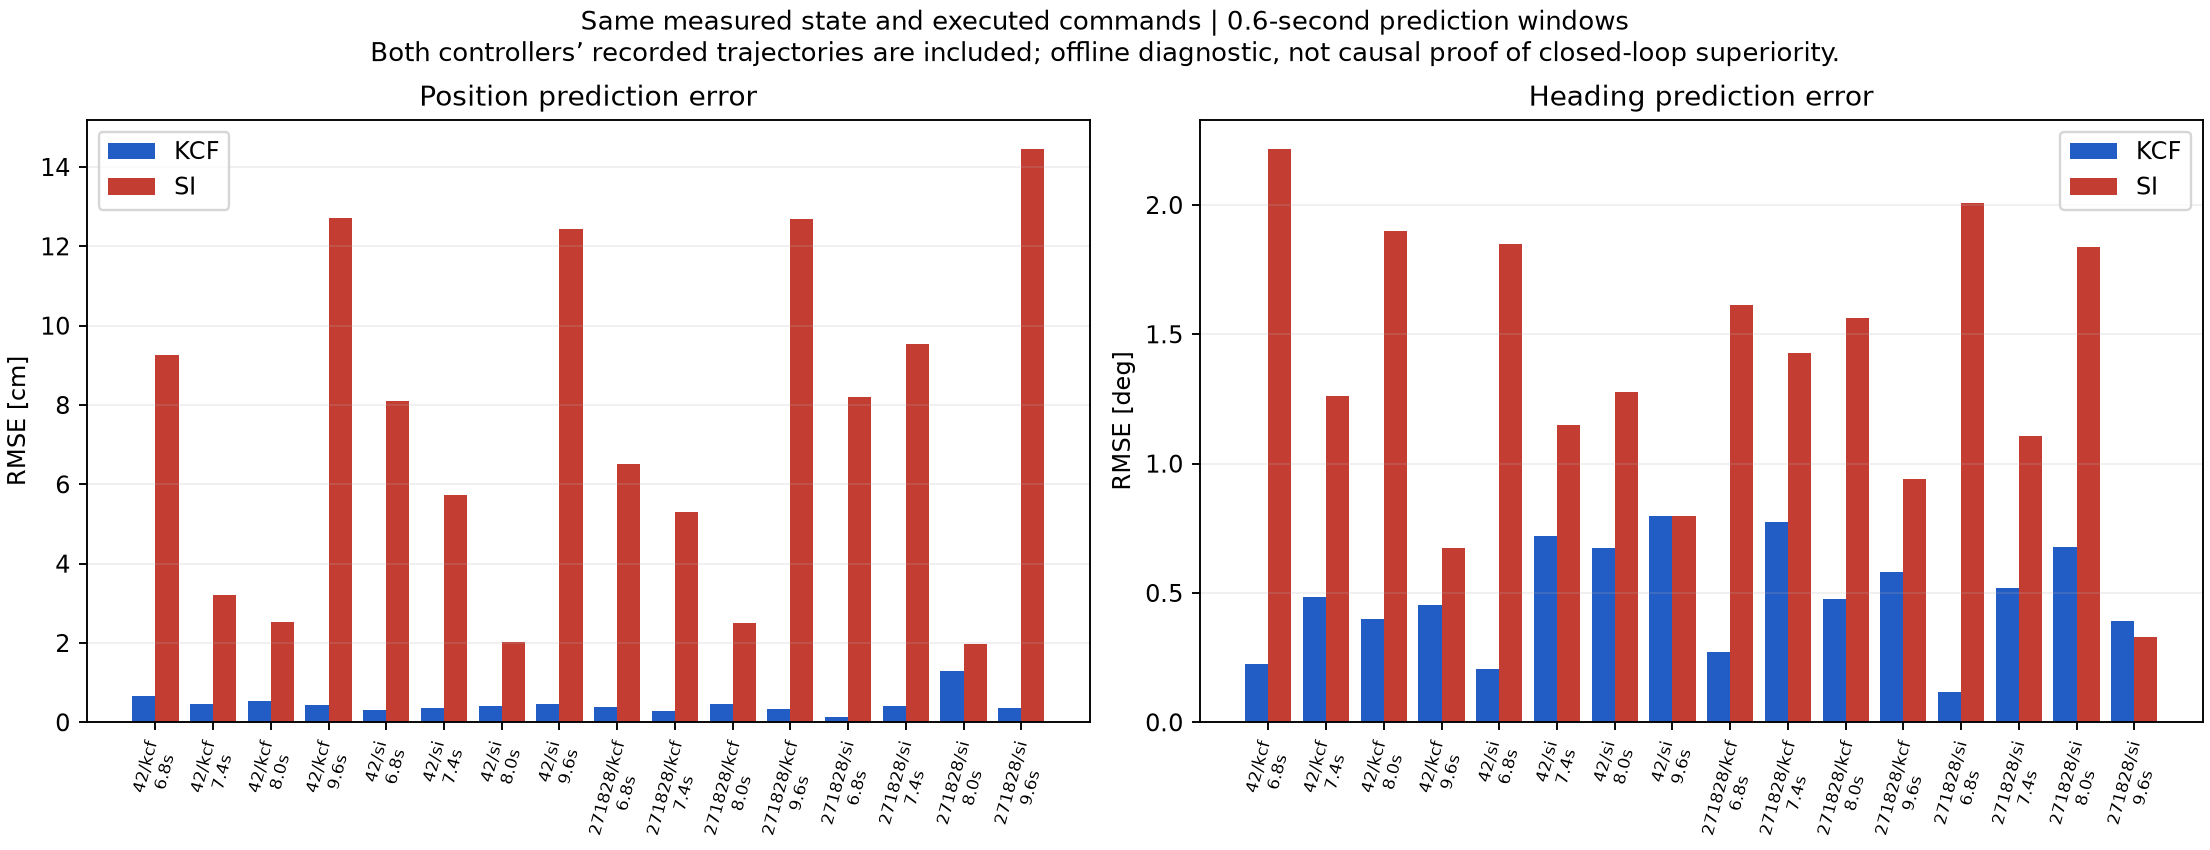 Same measured state and executed commands | 0.6-second prediction windows
Both controllers’ recorded trajectories are included; offline diagnostic, not causal proof of closed-loop superiority.
Position prediction error
KCF
SI
14
12
10
8
6
4
2
0
RMSE [cm]
42/kcf
6.8s
42/kcf
7.4s
42/kcf
8.0s
42/kcf
9.6s
42/si
6.8s
42/si
7.4s
42/si
8.0s
42/si
9.6s
271828/kcf
6.8s
271828/kcf
7.4s
271828/kcf
8.0s
271828/kcf
9.6s
271828/si
6.8s
271828/si
7.4s
271828/si
8.0s
271828/si
9.6s
Heading prediction error
KCF
SI
2.0
1.5
1.0
0.5
0.0
RMSE [deg]
42/kcf
6.8s
42/kcf
7.4s
42/kcf
8.0s
42/kcf
9.6s
42/si
6.8s
42/si
7.4s
42/si
8.0s
42/si
9.6s
271828/kcf
6.8s
271828/kcf
7.4s
271828/kcf
8.0s
271828/kcf
9.6s
271828/si
6.8s
271828/si
7.4s
271828/si
8.0s
271828/si
9.6s